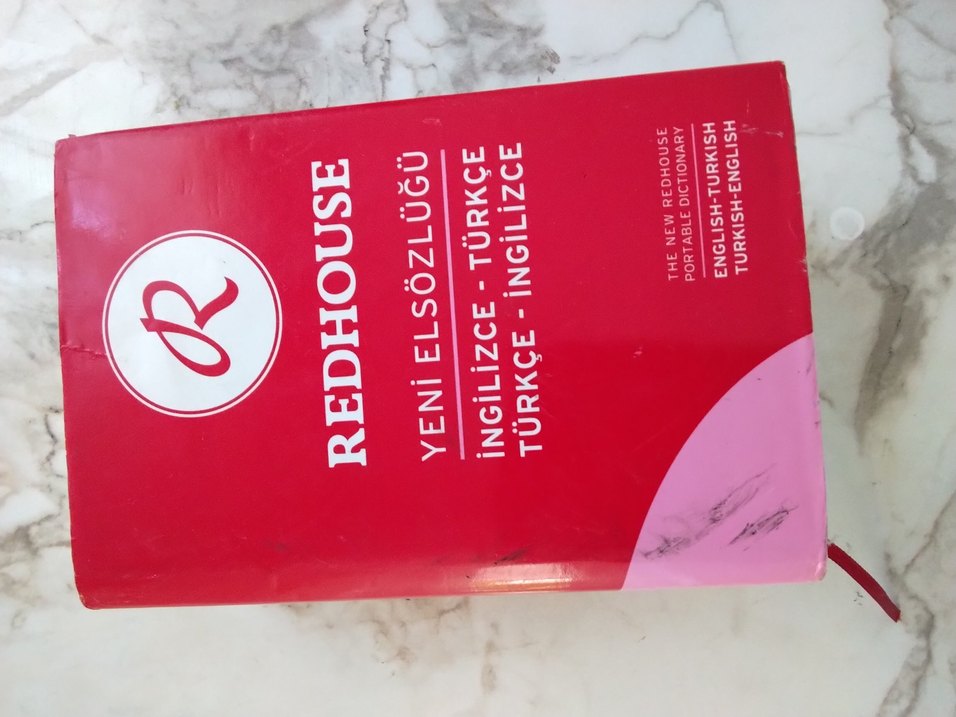 R
REDHOUSE
YENİ ELSÖZLÜĞÜ
İNGİLİZCE - TÜRKÇE
TÜRKÇE - İNGİLİZCE
THE NEW REDHOUSE
PORTABLE DICTIONARY
ENGLISH-TURKISH
TURKISH-ENGLISH